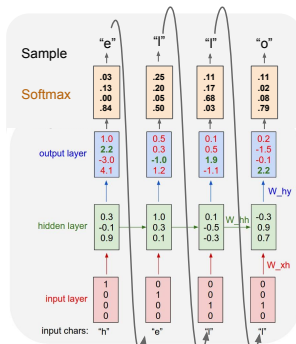 Sample "e" "l" "l" "o"
Softmax
.03 .25 .11 .11
.13 .20 .17 .02
.00 .05 .68 .08
.84 .50 .03 .79
output layer
1.0 0.5 0.1 0.2
2.2 0.3 0.5 -1.5
-3.0 -1.0 1.9 -0.1
4.1 1.2 -1.1 2.2
W_hy
hidden layer
0.3 1.0 0.1 -0.3
-0.1 0.3 -0.5 0.9
0.9 0.1 -0.3 0.7
W_hh
W_xh
input layer
1 0 0 0
0 1 0 0
0 0 1 1
0 0 0 0
input chars: "h" "e" "l" "l"